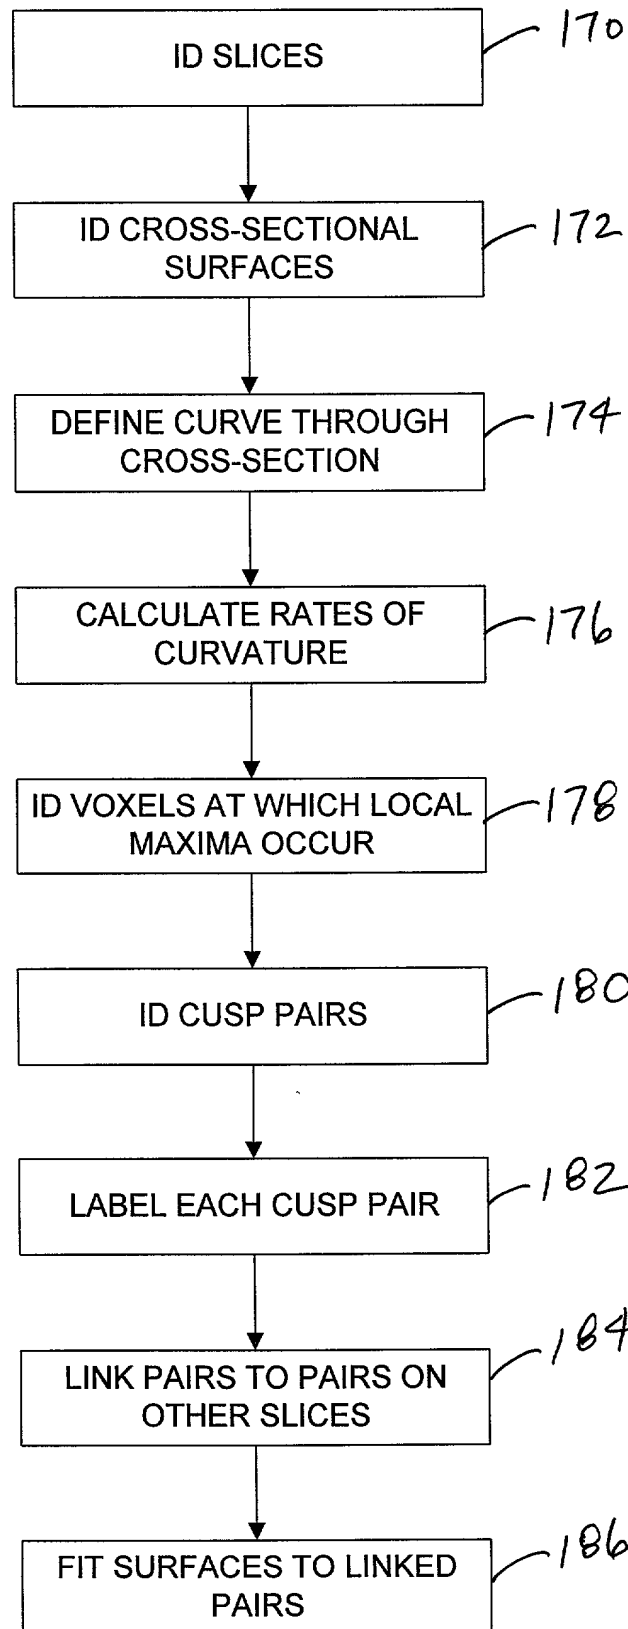 ID SLICES
170
ID CROSS-SECTIONAL
SURFACES
172
DEFINE CURVE THROUGH
CROSS-SECTION
174
CALCULATE RATES OF
CURVATURE
176
ID VOXELS AT WHICH LOCAL
MAXIMA OCCUR
178
ID CUSP PAIRS
180
LABEL EACH CUSP PAIR
182
LINK PAIRS TO PAIRS ON
OTHER SLICES
184
FIT SURFACES TO LINKED
PAIRS
186